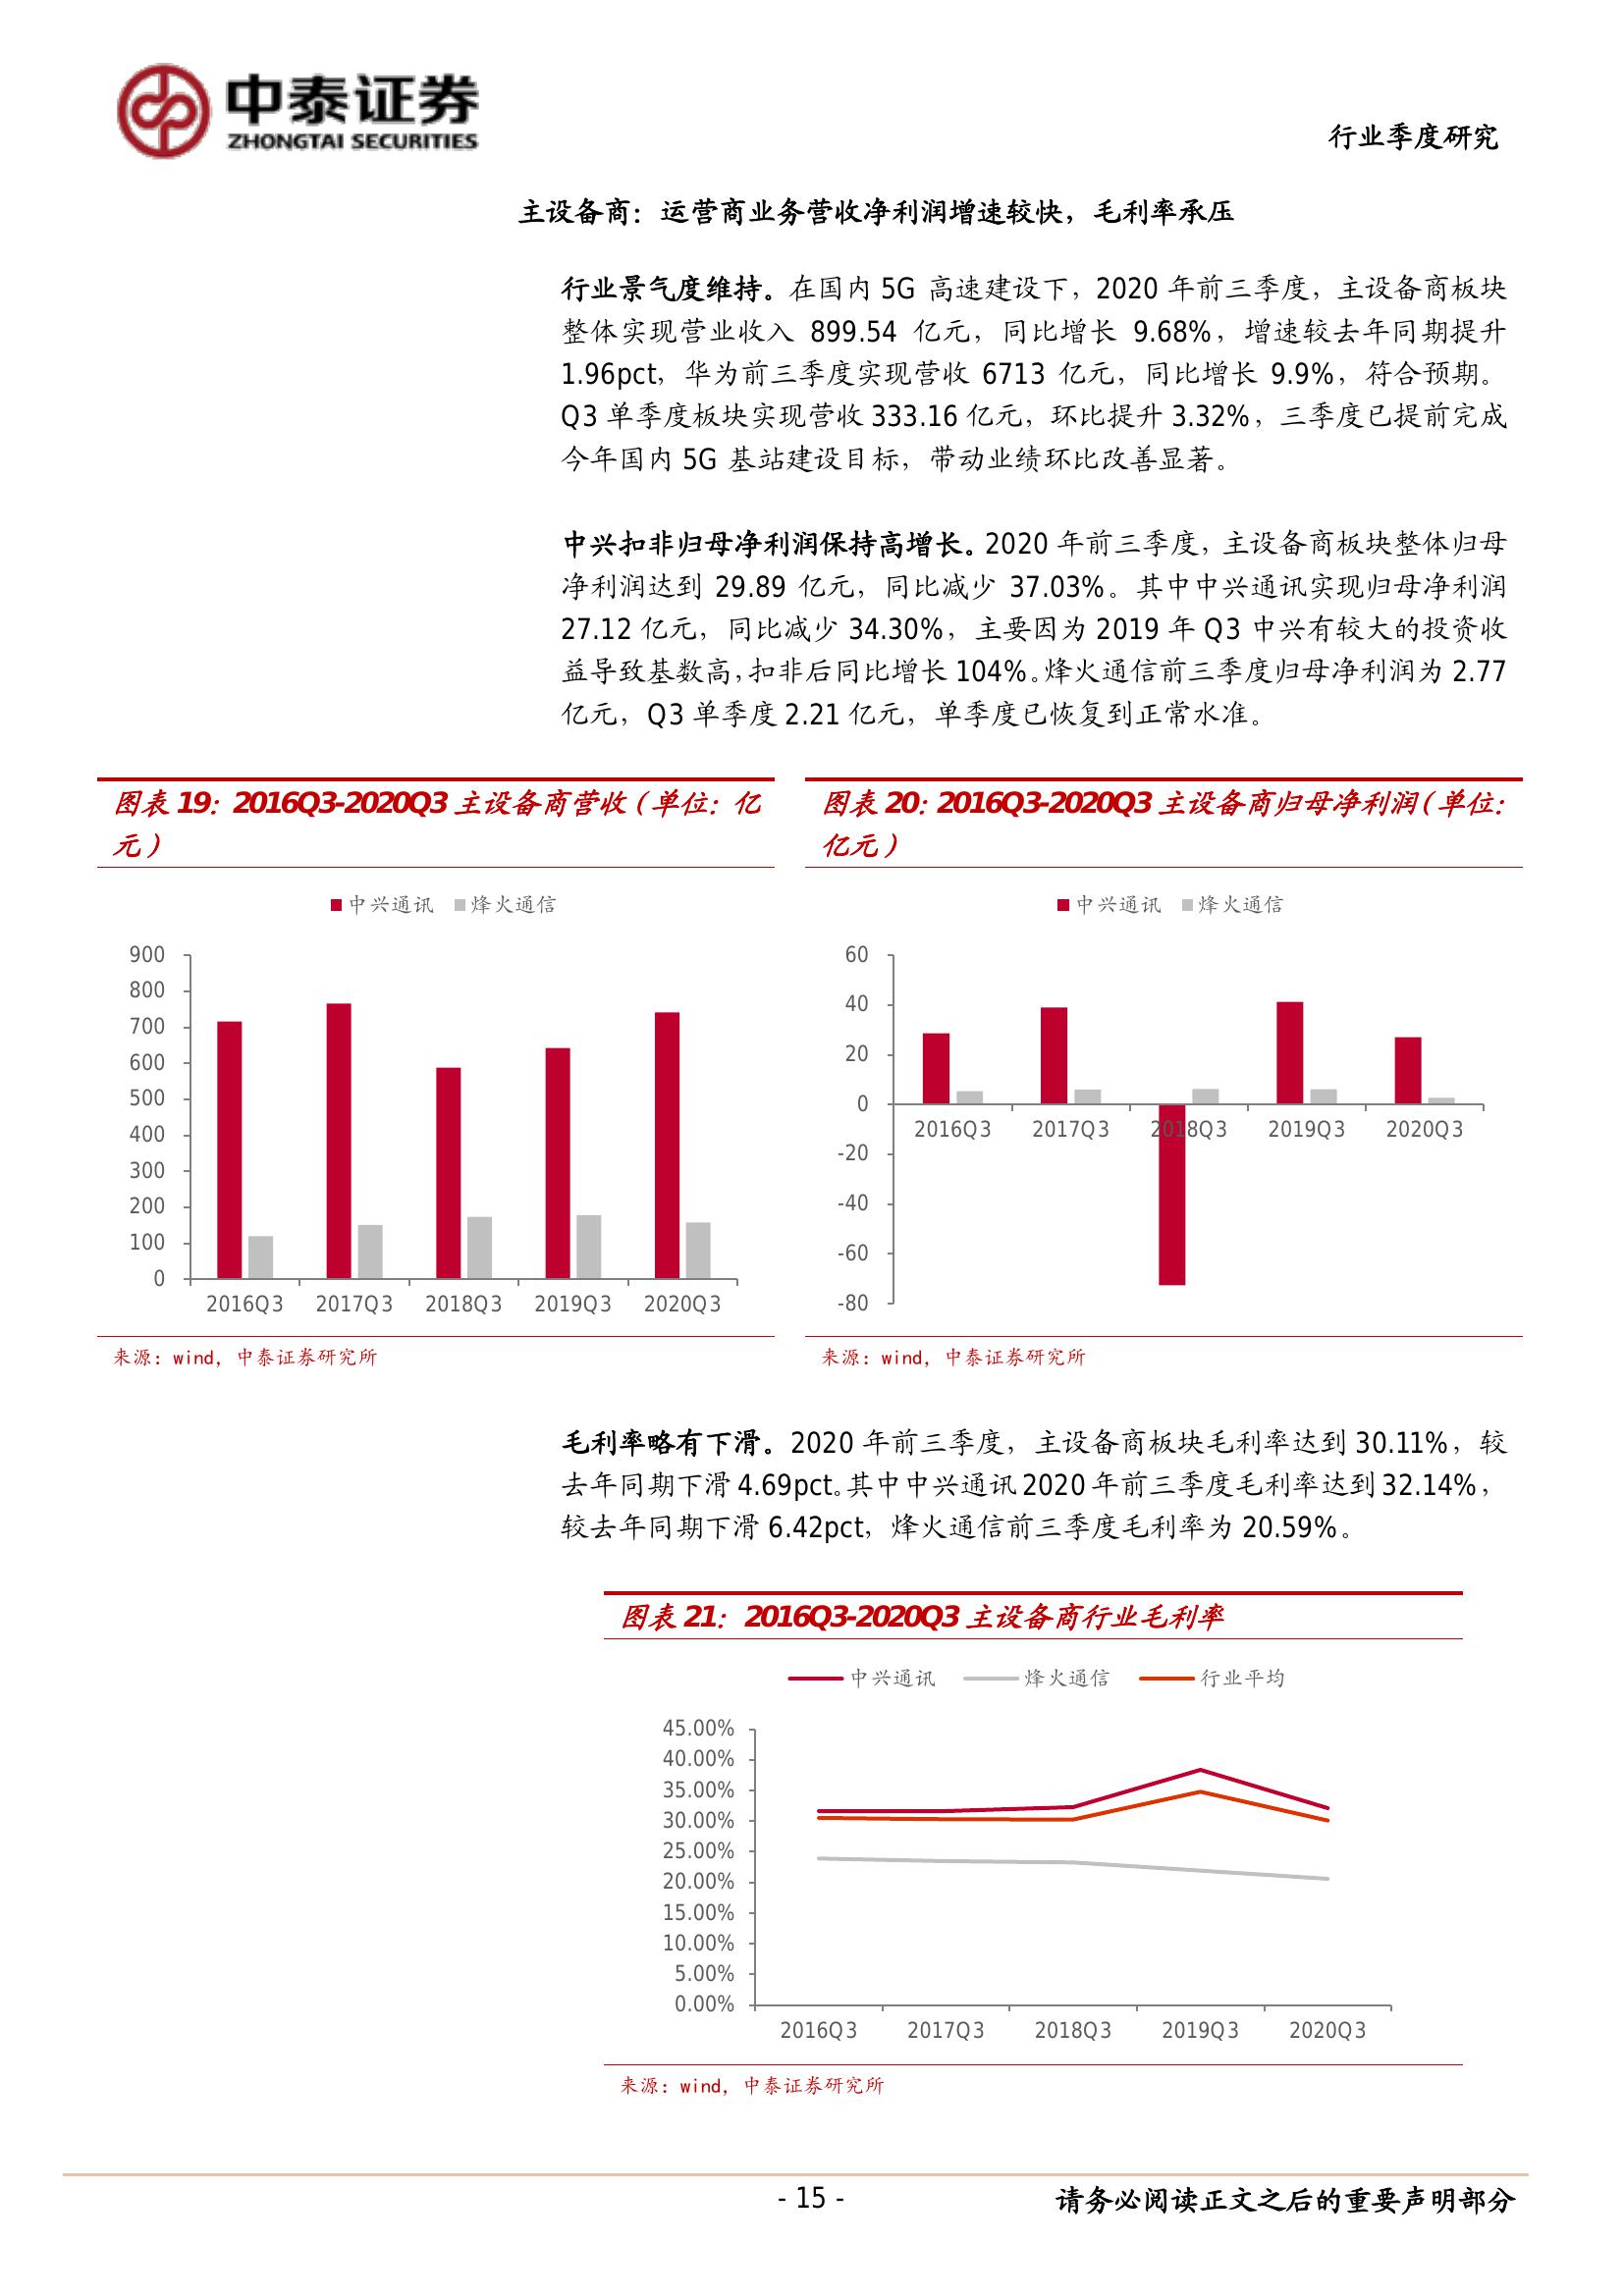 中泰证券
ZHONGTAI SECURITIES
行业季度研究
主设备商：运营商业务营收净利润增速较快，毛利率承压
行业景气度维持。在国内 5G 高速建设下，2020 年前三季度，主设备商板块
整体实现营业收入 899.54 亿元，同比增长 9.68%，增速较去年同期提升
1.96pct，华为前三季度实现营收 6713 亿元，同比增长 9.9%，符合预期。
Q3 单季度板块实现营收 333.16 亿元，环比提升 3.32%，三季度已提前完成
今年国内 5G 基站建设目标，带动业绩环比改善显著。
中兴扣非归母净利润保持高增长。2020 年前三季度，主设备商板块整体归母
净利润达到 29.89 亿元，同比减少 37.03%。其中中兴通讯实现归母净利润
27.12 亿元，同比减少 34.30%，主要因为 2019 年 Q3 中兴有较大的投资收
益导致基数高，扣非后同比增长 104%。烽火通信前三季度归母净利润为 2.77
亿元，Q3 单季度 2.21 亿元，单季度已恢复到正常水准。
图表 19：2016Q3-2020Q3 主设备商营收（单位：亿
元）
中兴通讯 烽火通信
900
800
700
600
500
400
300
200
100
0
2016Q3 2017Q3 2018Q3 2019Q3 2020Q3
来源：wind，中泰证券研究所
图表 20：2016Q3-2020Q3 主设备商归母净利润（单位：
亿元）
中兴通讯 烽火通信
60
40
20
0
-20
-40
-60
-80
2016Q3 2017Q3 2018Q3 2019Q3 2020Q3
来源：wind，中泰证券研究所
毛利率略有下滑。2020 年前三季度，主设备商板块毛利率达到 30.11%，较
去年同期下滑 4.69pct。其中中兴通讯 2020 年前三季度毛利率达到 32.14%，
较去年同期下滑 6.42pct，烽火通信前三季度毛利率为 20.59%。
图表 21：2016Q3-2020Q3 主设备商行业毛利率
中兴通讯 烽火通信 行业平均
45.00%
40.00%
35.00%
30.00%
25.00%
20.00%
15.00%
10.00%
5.00%
0.00%
2016Q3 2017Q3 2018Q3 2019Q3 2020Q3
来源：wind，中泰证券研究所
- 15 -
请务必阅读正文之后的重要声明部分